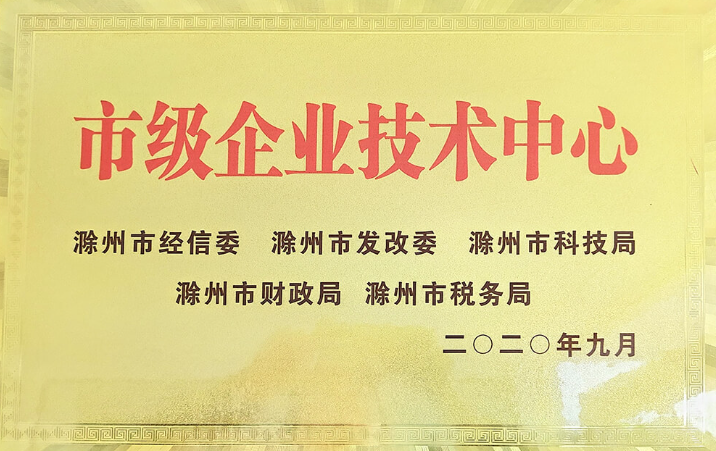 市级企业技术中心
滁州市经信委 滁州市发改委 滁州市科技局
滁州市财政局 滁州市税务局
二〇二〇年九月